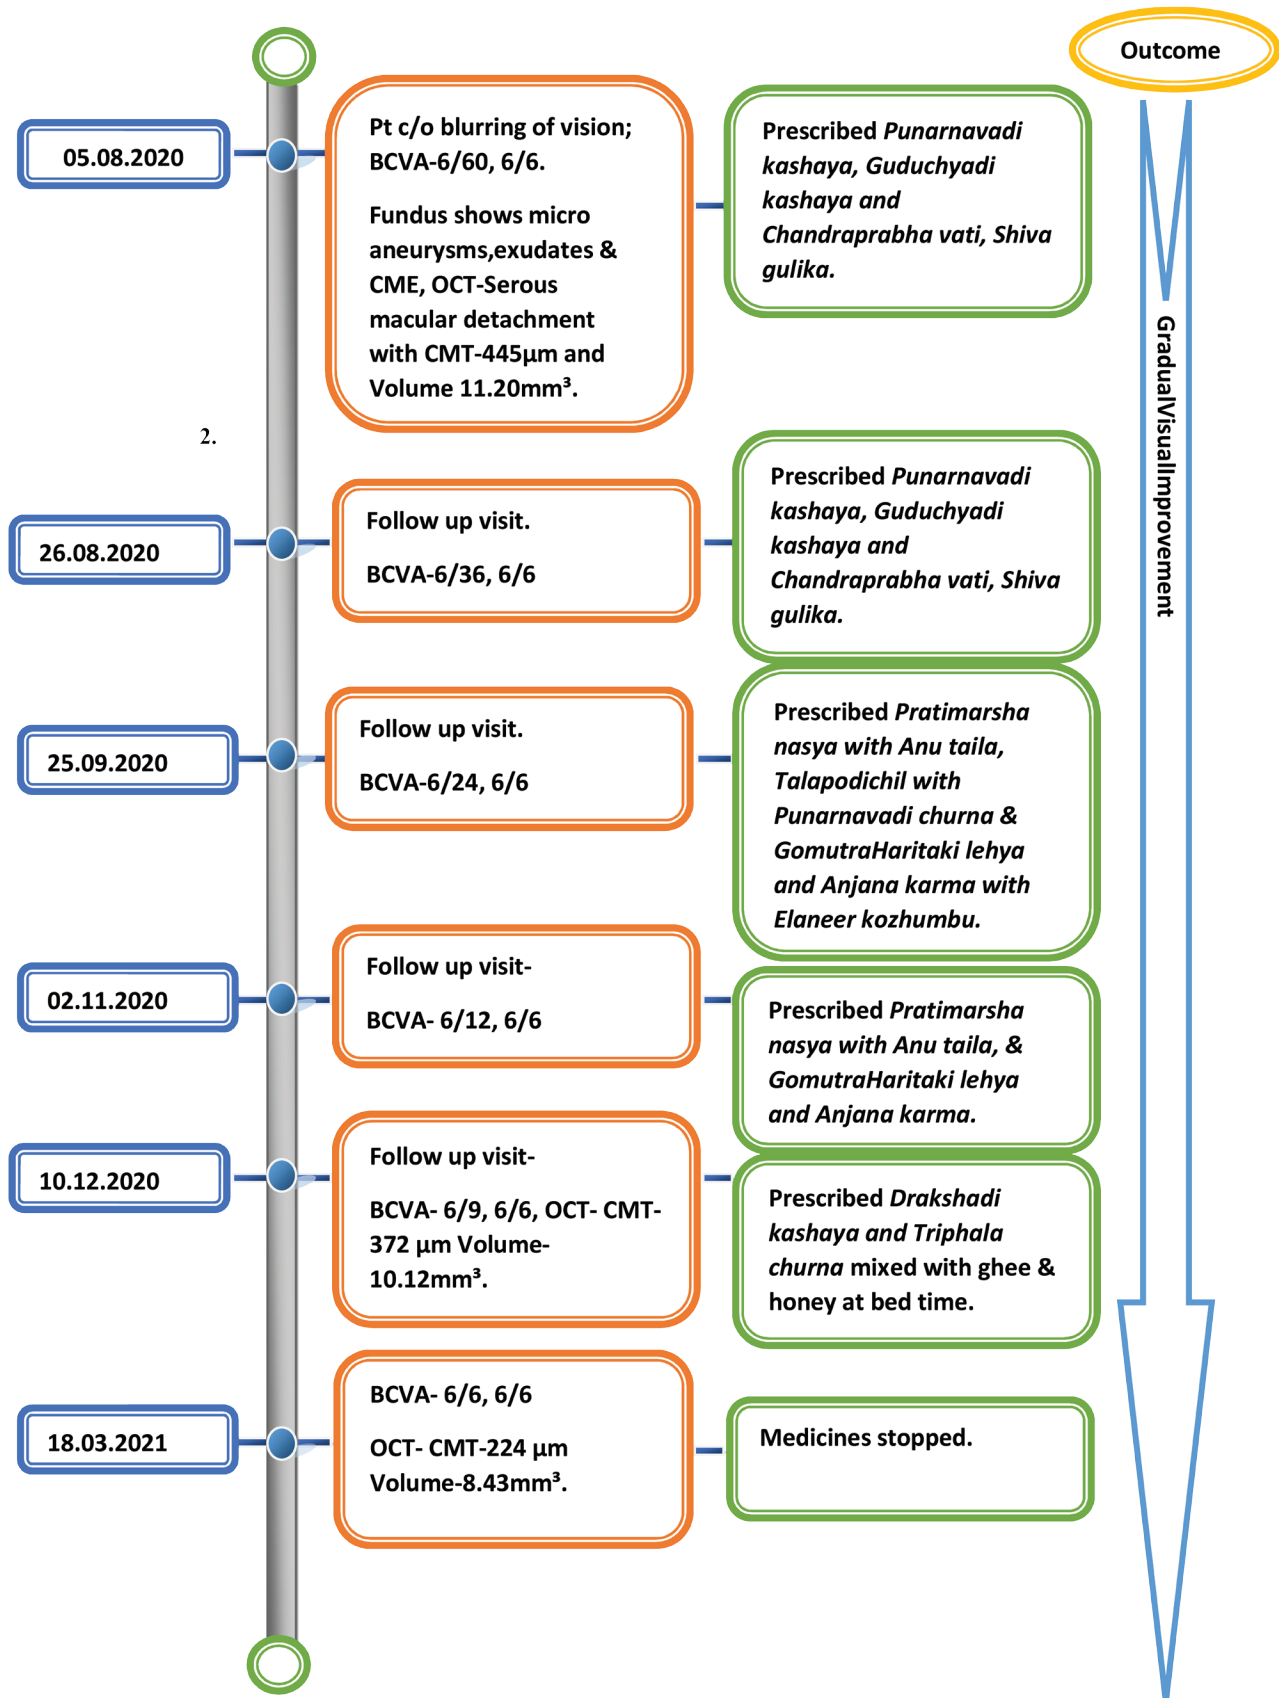 Outcome
05.08.2020
Pt c/o blurring of vision;
BCVA-6/60, 6/6.
Fundus shows micro
aneurysms,exudates &
CME, OCT-Serous
macular detachment
with CMT-445µm and
Volume 11.20mm³.
Prescribed Punarnavadi
kashaya, Guduchyadi
kashaya and
Chandraprabha vati, Shiva
gulika.
GradualVisualImprovement
2.
26.08.2020
Follow up visit.
BCVA-6/36, 6/6
Prescribed Punarnavadi
kashaya, Guduchyadi
kashaya and
Chandraprabha vati, Shiva
gulika.
25.09.2020
Follow up visit.
BCVA-6/24, 6/6
Prescribed Pratimarsha
nasya with Anu taila,
Talapodichil with
Punarnavadi churna &
GomutraHaritaki lehya
and Anjana karma with
Elaneer kozhumbu.
02.11.2020
Follow up visit-
BCVA- 6/12, 6/6
Prescribed Pratimarsha
nasya with Anu taila, &
GomutraHaritaki lehya
and Anjana karma.
10.12.2020
Follow up visit-
BCVA- 6/9, 6/6, OCT- CMT-
372 µm Volume-
10.12mm³.
Prescribed Drakshadi
kashaya and Triphala
churna mixed with ghee &
honey at bed time.
18.03.2021
BCVA- 6/6, 6/6
OCT- CMT-224 µm
Volume-8.43mm³.
Medicines stopped.